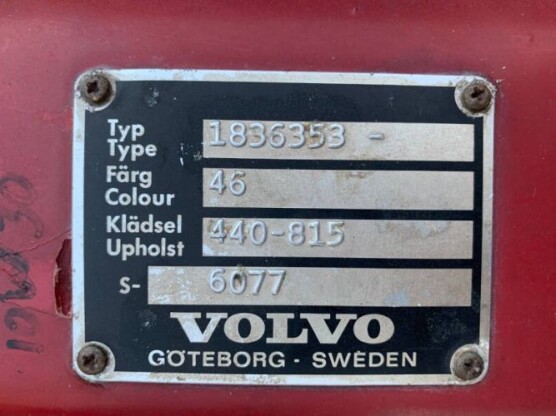 Typ
Type
1836353 -
Färg
Colour
46
Klädsel
Upholst
440-815
S-
6077
VOLVO
GÖTEBORG · SWEDEN